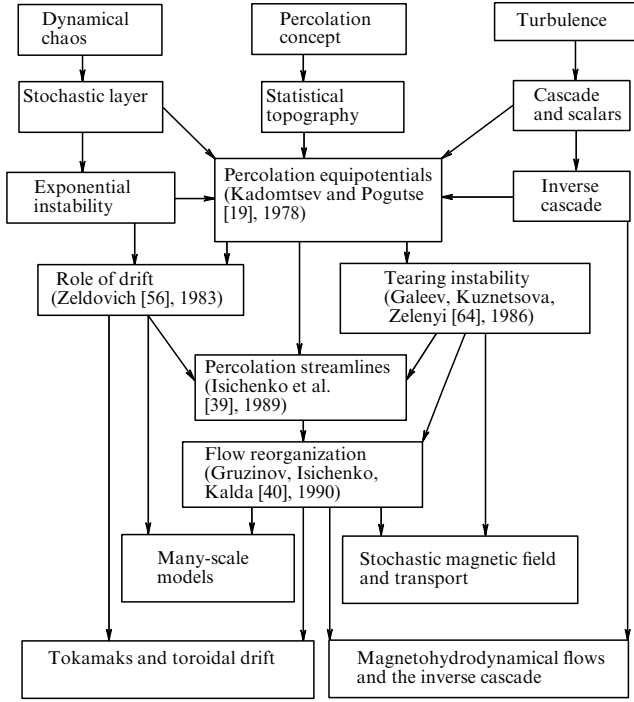 Dynamical
chaos
Percolation
concept
Turbulence
Stochastic layer
Statistical
topography
Cascade
and scalars
Exponential
instability
Percolation equipotentials
(Kadomtsev and Pogutse
[19], 1978)
Inverse
cascade
Role of drift
(Zeldovich [56], 1983)
Tearing instability
(Galeev, Kuznetsova,
Zelenyi [64], 1986)
Percolation streamlines
(Isichenko et al.
[39], 1989)
Flow reorganization
(Gruzinov, Isichenko,
Kalda [40], 1990)
Many-scale
models
Stochastic magnetic field
and transport
Tokamaks and toroidal drift
Magnetohydrodynamical flows
and the inverse cascade